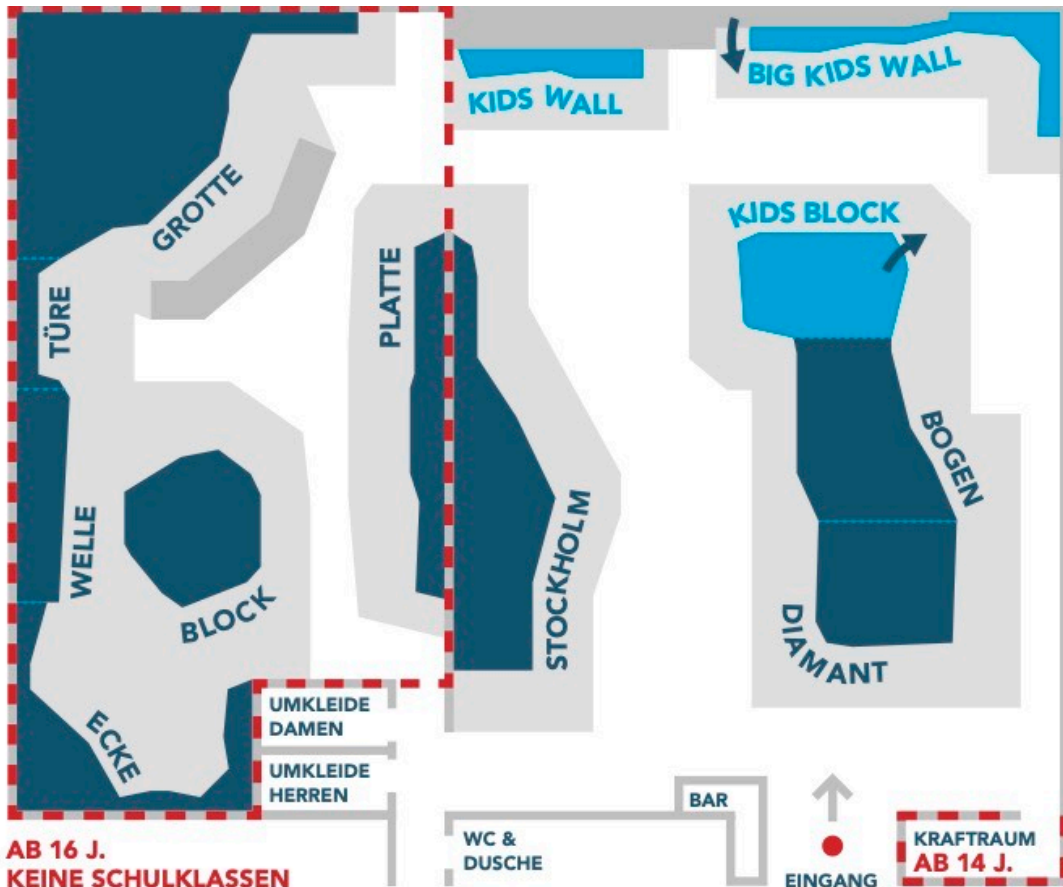 KIDS WALL
BIG KIDS WALL
GROTTE
KIDS BLOCK
TÜRE
PLATTE
BOGEN
WELLE
STOCKHOLM
BLOCK
DIAMANT
ECKE
UMKLEIDE
DAMEN
UMKLEIDE
HERREN
BAR
WC &
DUSCHE
EINGANG
KRAFTRAUM
AB 14 J.
AB 16 J.
KEINE SCHULKLASSEN